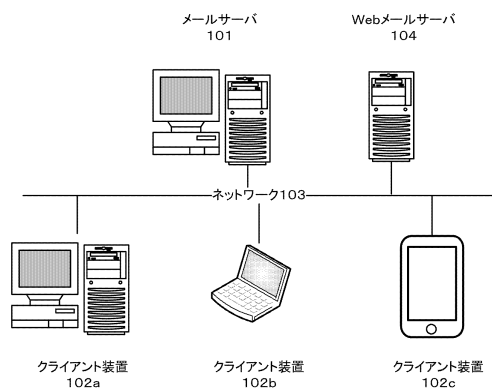 メールサーバ
101
Webメールサーバ
104
ネットワーク103
クライアント装置
102a
クライアント装置
102b
クライアント装置
102c